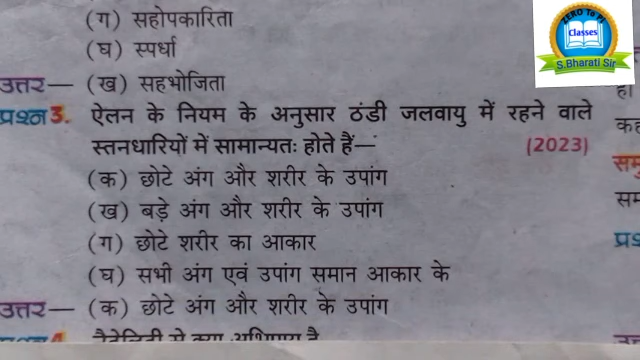 (ग) सहोपकारिता
(घ) स्पर्धा
उत्तर— (ख) सहभोजिता
प्रश्न 3. ऐलन के नियम के अनुसार ठंडी जलवायु में रहने वाले
स्तनधारियों में सामान्यतः होते हैं— (2023)
(क) छोटे अंग और शरीर के उपांग
(ख) बड़े अंग और शरीर के उपांग
(ग) छोटे शरीर का आकार
(घ) सभी अंग एवं उपांग समान आकार के
उत्तर— (क) छोटे अंग और शरीर के उपांग
ZERO To
Classes
S.Bharati Sir